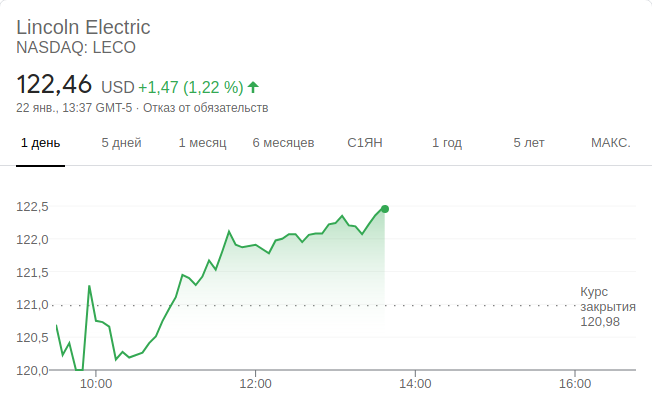 Lincoln Electric
NASDAQ: LECO
122,46 USD +1,47 (1,22 %)
22 янв., 13:37 GMT-5 · Отказ от обязательств
1 день 5 дней 1 месяц 6 месяцев С1ЯН 1 год 5 лет МАКС.
122,5
122,0
121,5
121,0
120,5
120,0
Курс
закрытия
120,98
10:00 12:00 14:00 16:00